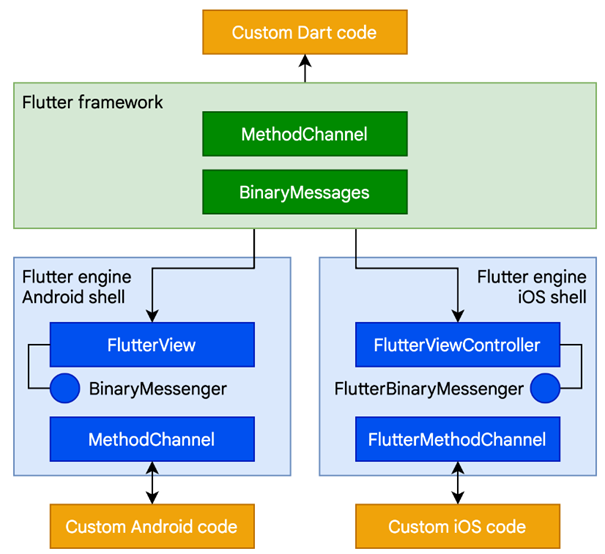 Custom Dart code
Flutter framework
MethodChannel
BinaryMessages
Flutter engine
Android shell
FlutterView
BinaryMessenger
MethodChannel
Custom Android code
Flutter engine
iOS shell
FlutterViewController
FlutterBinaryMessenger
FlutterMethodChannel
Custom iOS code